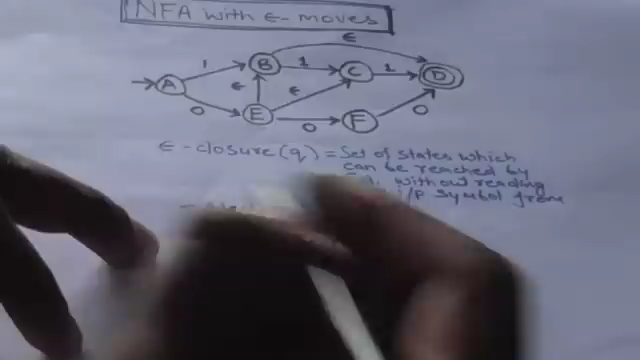 NFA with ε- moves
ε
A
1
B
1
C
1
D
ε
ε
0
E
0
F
0
ε-closure(q) = Set of states which
can be reached by
without reading
i/p symbol from